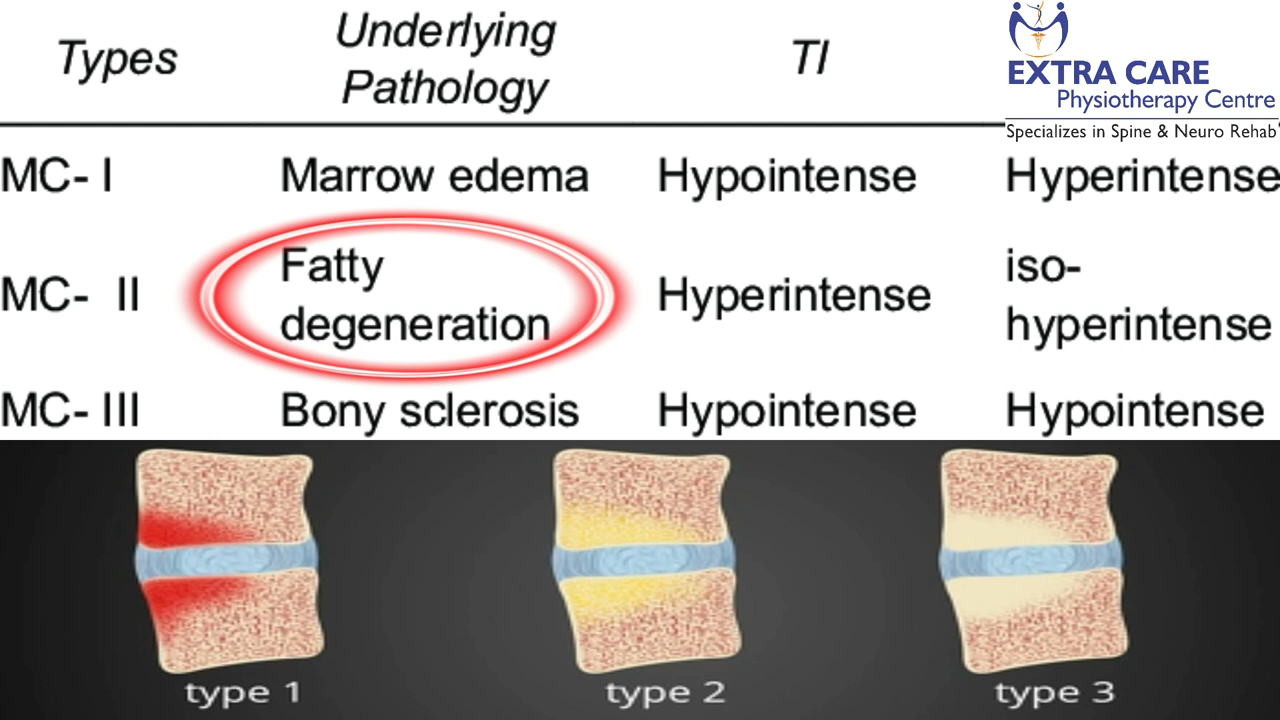 Types
Underlying
Pathology
TI
EXTRA CARE
Physiotherapy Centre
Specializes in Spine & Neuro Rehab
MC- I
Marrow edema
Hypointense
Hyperintense
MC- II
Fatty
degeneration
Hyperintense
iso-
hyperintense
MC- III
Bony sclerosis
Hypointense
Hypointense
type 1
type 2
type 3